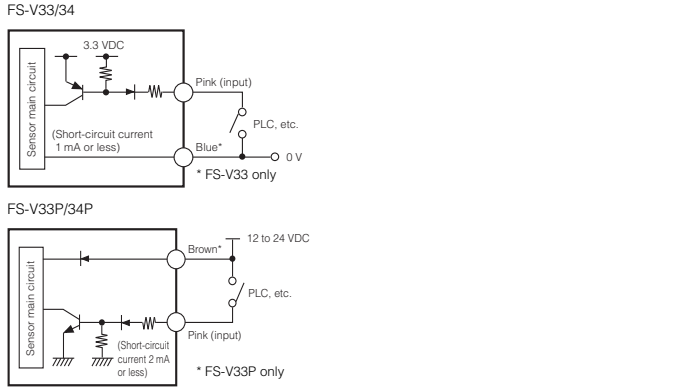 FS-V33/34
3.3 VDC
Sensor main circuit
Pink (input)
PLC, etc.
(Short-circuit current
1 mA or less)
Blue*
0 V
* FS-V33 only
FS-V33P/34P
12 to 24 VDC
Brown*
Sensor main circuit
PLC, etc.
Pink (input)
(Short-circuit
current 2 mA
or less)
* FS-V33P only